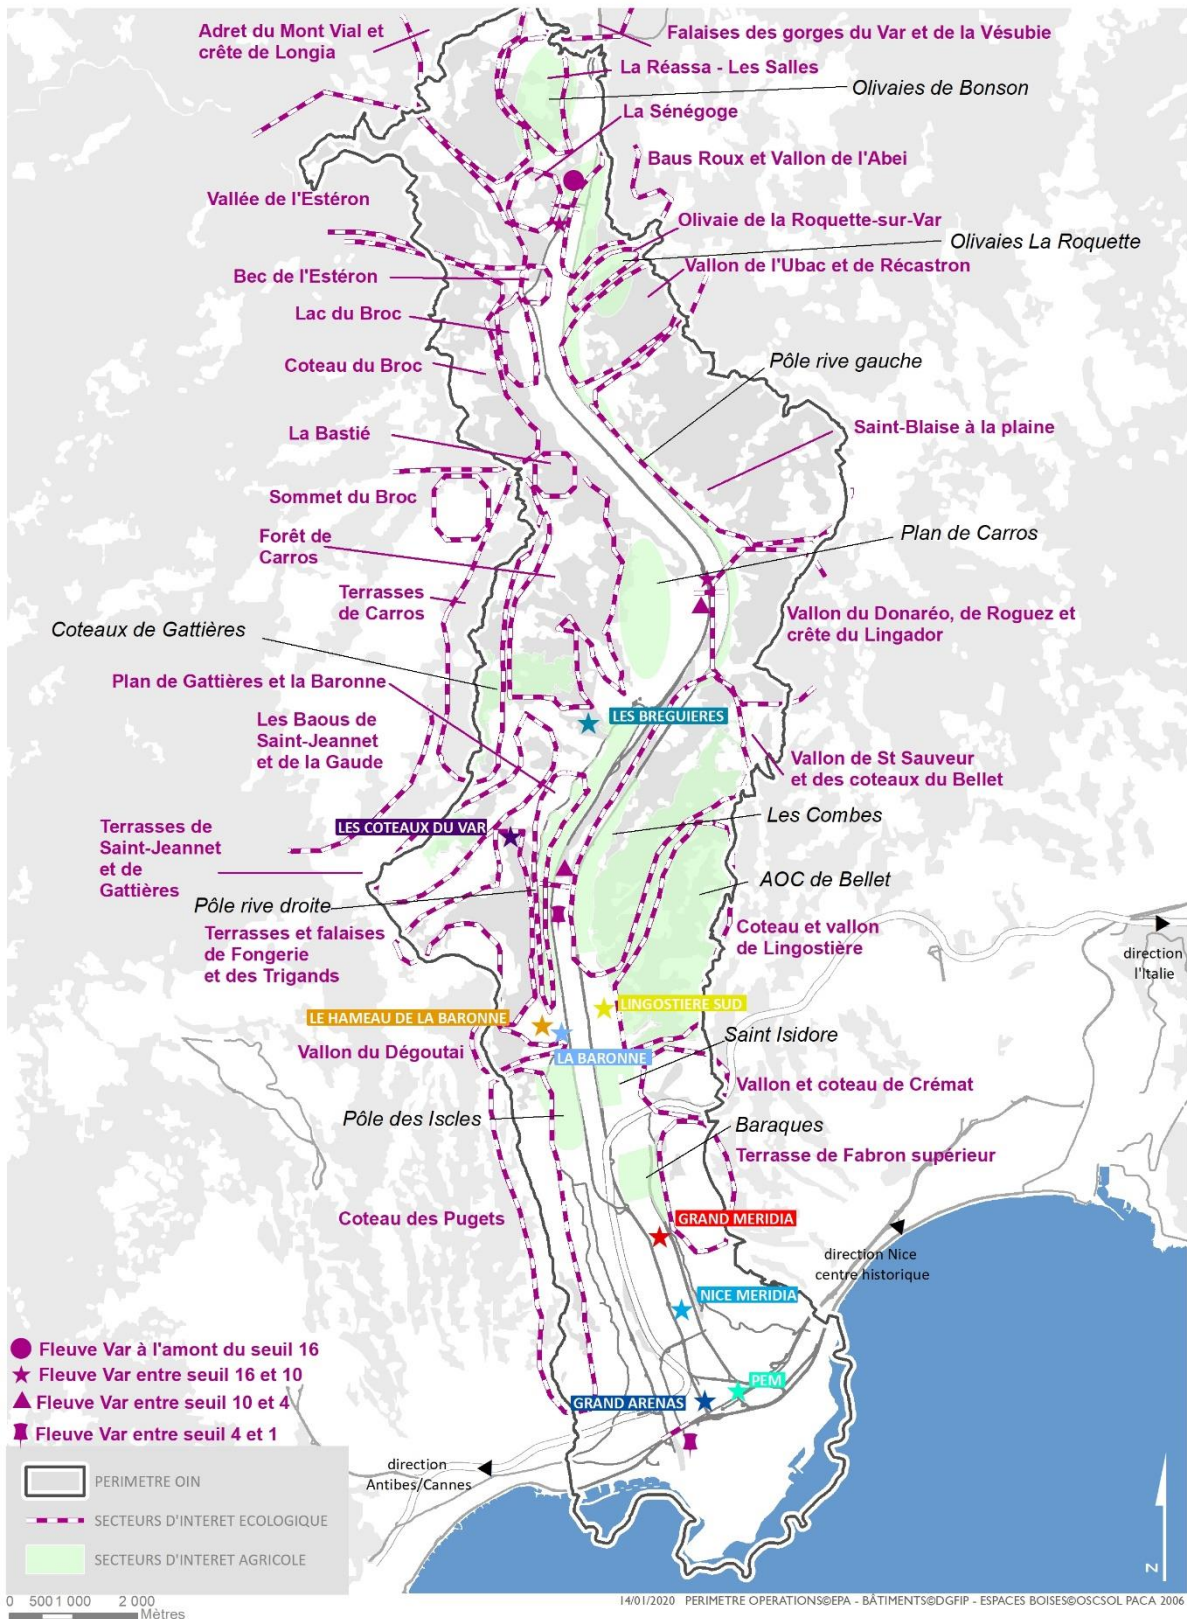 Adret du Mont Vial et
crête de Longia
Falaises des gorges du Var et de la Vésubie
La Réassa - Les Salles
Olivaies de Bonson
La Sénégoge
Baus Roux et Vallon de l'Abei
Vallée de l'Estéron
Olivaie de la Roquette-sur-Var
Olivaies La Roquette
Bec de l'Estéron
Vallon de l'Ubac et de Récastron
Lac du Broc
Coteau du Broc
Pôle rive gauche
La Bastié
Saint-Blaise à la plaine
Sommet du Broc
Forêt de
Carros
Plan de Carros
Terrasses
de Carros
Vallon du Donaréo, de Roguez et
crête du Lingador
Coteaux de Gattières
Plan de Gattières et la Baronne
Les Baous de
Saint-Jeannet
et de la Gaude
LES BREGUIERES
Vallon de St Sauveur
et des coteaux du Bellet
Les Combes
LES COTEAUX DU VAR
Terrasses de
Saint-Jeannet
et de
Gattières
AOC de Bellet
Pôle rive droite
Terrasses et falaises
de Fongerie
et des Trigands
Coteau et vallon
de Lingostière
direction
l'Italie
LINGOSTIERE SUD
LE HAMEAU DE LA BARONNE
Saint Isidore
Vallon du Dégoutai
LA BARONNE
Vallon et coteau de Crémat
Pôle des Iscles
Baraques
Terrasse de Fabron supérieur
Coteau des Pugets
GRAND MERIDIA
direction Nice
centre historique
NICE MERIDIA
PEM
GRAND ARENAS
Fleuve Var à l'amont du seuil 16
Fleuve Var entre seuil 16 et 10
Fleuve Var entre seuil 10 et 4
Fleuve Var entre seuil 4 et 1
direction
Antibes/Cannes
PERIMETRE OIN
SECTEURS D'INTERET ECOLOGIQUE
SECTEURS D'INTERET AGRICOLE
N
0 500 1 000 2 000
Mètres
14/01/2020 PERIMETRE OPERATIONS©EPA - BÂTIMENTS©DGFIP - ESPACES BOISES©OSCSOL PACA 2006